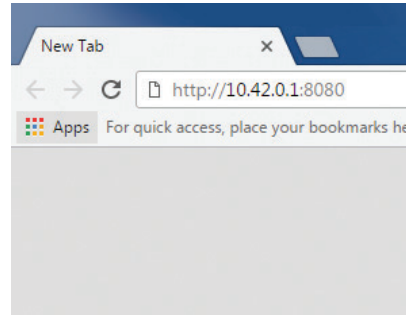 New Tab
http://10.42.0.1:8080
Apps For quick access, place your bookmarks he